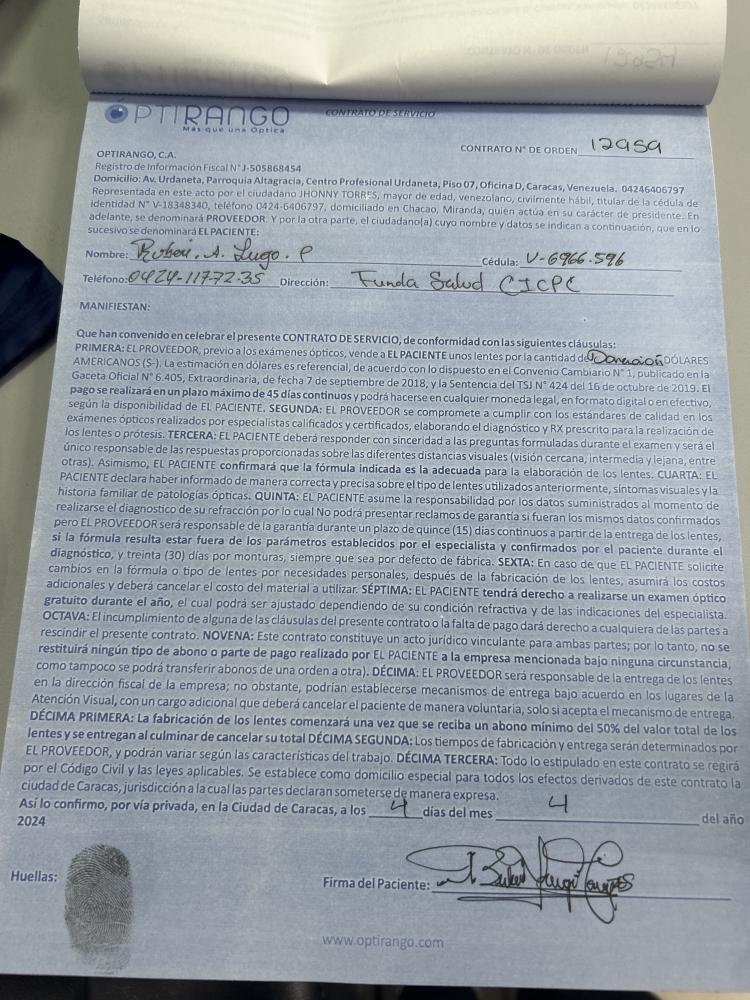 CONTRATO N° DE ORDEN
OPTIRANGO
Más que una Óptica
CONTRATO DE SERVICIO
CONTRATO N° DE ORDEN 12959
OPTIRANGO, C.A.
Registro de Información Fiscal N° J-505868454
Domicilio: Av. Urdaneta, Parroquia Altagracia, Centro Profesional Urdaneta, Piso 07, Oficina D, Caracas, Venezuela. 04246406797
Representada en este acto por el ciudadano JHONNY TORRES, mayor de edad, venezolano, civilmente hábil, titular de la cédula de
identidad N° V-18348340, teléfono 0424-6406797, domiciliado en Chacao, Miranda, quien actúa en su carácter de presidente. En
adelante, se denominará PROVEEDOR. Y por la otra parte, el ciudadano(a) cuyo nombre y datos se indican a continuación, que en lo
sucesivo se denominará EL PACIENTE:
Nombre: Ruben. A. Lugo. P Cédula: V-6966.596
Teléfono: 0424-1177235 Dirección: Funda Salud CICPC
MANIFIESTAN:
Que han convenido en celebrar el presente CONTRATO DE SERVICIO, de conformidad con las siguientes cláusulas:
PRIMERA: EL PROVEEDOR, previo a los exámenes ópticos, vende a EL PACIENTE unos lentes por la cantidad de Donación DÓLARES
AMERICANOS ($-). La estimación en dólares es referencial, de acuerdo con lo dispuesto en el Convenio Cambiario N° 1, publicado en la
Gaceta Oficial N° 6.405, Extraordinaria, de fecha 7 de septiembre de 2018, y la Sentencia del TSJ N° 424 del 16 de octubre de 2019. El
pago se realizará en un plazo máximo de 45 días continuos y podrá hacerse en cualquier moneda legal, en formato digital o en efectivo,
según la disponibilidad de EL PACIENTE. SEGUNDA: EL PROVEEDOR se compromete a cumplir con los estándares de calidad en los
exámenes ópticos realizados por especialistas calificados y certificados, elaborando el diagnóstico y RX prescrito para la realización de
los lentes o prótesis. TERCERA: EL PACIENTE deberá responder con sinceridad a las preguntas formuladas durante el examen y será el
único responsable de las respuestas proporcionadas sobre las diferentes distancias visuales (visión cercana, intermedia y lejana, entre
otras). Asimismo, EL PACIENTE confirmará que la fórmula indicada es la adecuada para la elaboración de los lentes. CUARTA: EL
PACIENTE declara haber informado de manera correcta y precisa sobre el tipo de lentes utilizados anteriormente, síntomas visuales y la
historia familiar de patologías ópticas. QUINTA: EL PACIENTE asume la responsabilidad por los datos suministrados al momento de
realizarse el diagnóstico de su refracción por lo cual No podrá presentar reclamos de garantía si fueran los mismos datos confirmados
pero EL PROVEEDOR será responsable de la garantía durante un plazo de quince (15) días continuos a partir de la entrega de los lentes,
si la fórmula resulta estar fuera de los parámetros establecidos por el especialista y confirmados por el paciente durante el
diagnóstico, y treinta (30) días por monturas, siempre que sea por defecto de fábrica. SEXTA: En caso de que EL PACIENTE solicite
cambios en la fórmula o tipo de lentes por necesidades personales, después de la fabricación de los lentes, asumirá los costos
adicionales y deberá cancelar el costo del material a utilizar. SÉPTIMA: EL PACIENTE tendrá derecho a realizarse un examen óptico
gratuito durante el año, el cual podrá ser ajustado dependiendo de su condición refractiva y de las indicaciones del especialista.
OCTAVA: El incumplimiento de alguna de las cláusulas del presente contrato o la falta de pago dará derecho a cualquiera de las partes a
rescindir el presente contrato. NOVENA: Este contrato constituye un acto jurídico vinculante para ambas partes; por lo tanto, no se
restituirá ningún tipo de abono o parte de pago realizado por EL PACIENTE a la empresa mencionada bajo ninguna circunstancia,
como tampoco se podrá transferir abonos de una orden a otra). DÉCIMA: EL PROVEEDOR será responsable de la entrega de los lentes
en la dirección fiscal de la empresa; no obstante, podrían establecerse mecanismos de entrega bajo acuerdo en los lugares de la
Atención Visual, con un cargo adicional que deberá cancelar el paciente de manera voluntaria, solo si acepta el mecanismo de entrega.
DÉCIMA PRIMERA: La fabricación de los lentes comenzará una vez que se reciba un abono mínimo del 50% del valor total de los
lentes y se entregan al culminar de cancelar su total DÉCIMA SEGUNDA: Los tiempos de fabricación y entrega serán determinados por
EL PROVEEDOR, y podrán variar según las características del trabajo. DÉCIMA TERCERA: Todo lo estipulado en este contrato se regirá
por el Código Civil y las leyes aplicables. Se establece como domicilio especial para todos los efectos derivados de este contrato la
ciudad de Caracas, jurisdicción a la cual las partes declaran someterse de manera expresa.
Así lo confirmo, por vía privada, en la Ciudad de Caracas, a los 4 días del mes 4 del año
2024
Huellas:
Firma del Paciente:
www.optirango.com